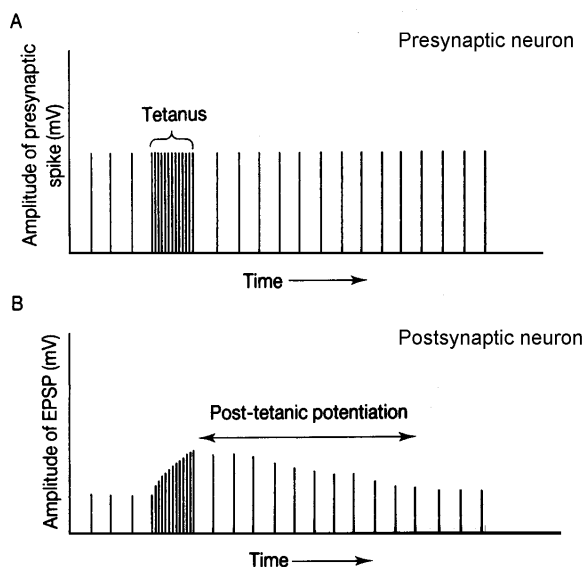 A
Presynaptic neuron
Amplitude of presynaptic
spike (mV)
Tetanus
Time
B
Postsynaptic neuron
Amplitude of EPSP (mV)
Post-tetanic potentiation
Time